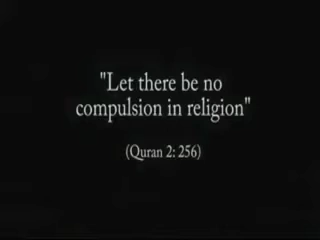 "Let there be no
compulsion in religion"
(Quran 2: 256)